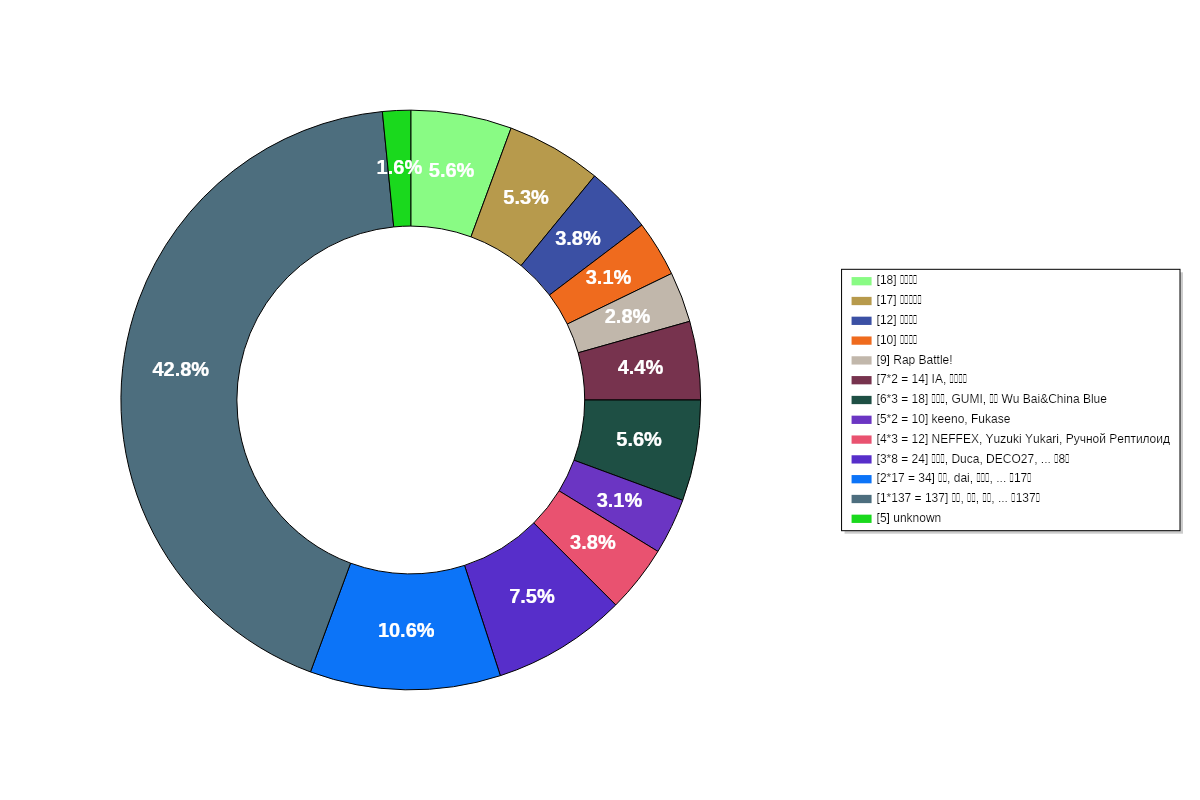 1.6%
5.6%
5.3%
3.8%
3.1%
2.8%
42.8%
4.4%
5.6%
3.1%
3.8%
7.5%
10.6%
[18]
[17]
[12]
[10]
[9] Rap Battle!
[7*2 = 14] IA,
[6*3 = 18] , GUMI, Wu Bai&China Blue
[5*2 = 10] keeno, Fukase
[4*3 = 12] NEFFEX, Yuzuki Yukari, Ручной Рептилоид
[3*8 = 24] , Duca, DECO27, ... 8
[2*17 = 34] , dai, , ... 17
[1*137 = 137] , , , ... 137
[5] unknown